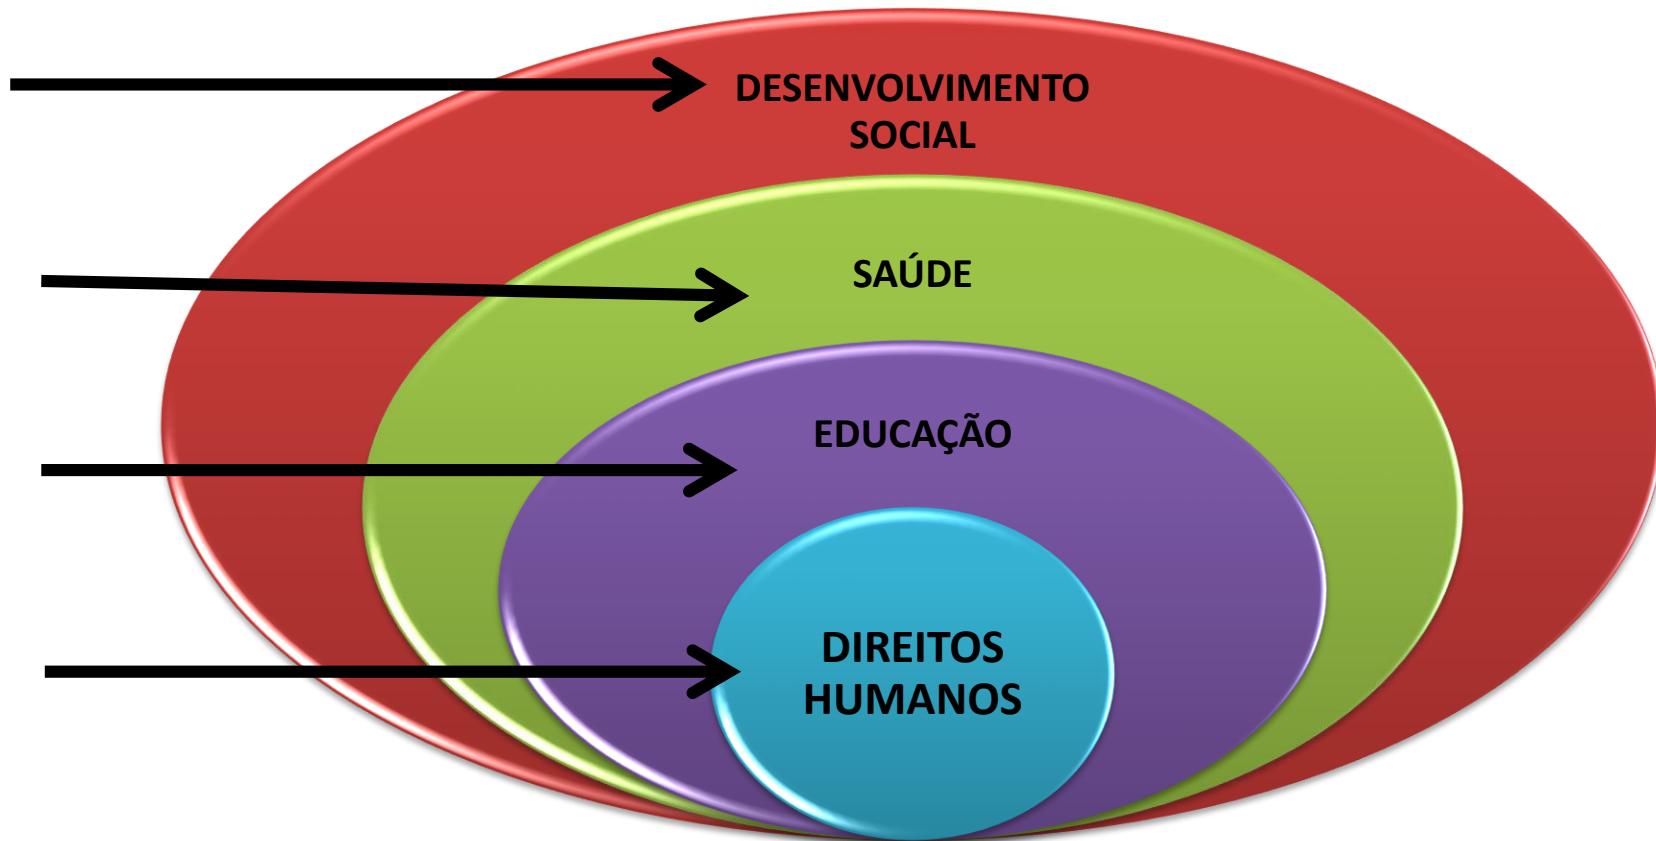 DESENVOLVIMENTO
SOCIAL
SAÚDE
EDUCAÇÃO
DIREITOS
HUMANOS